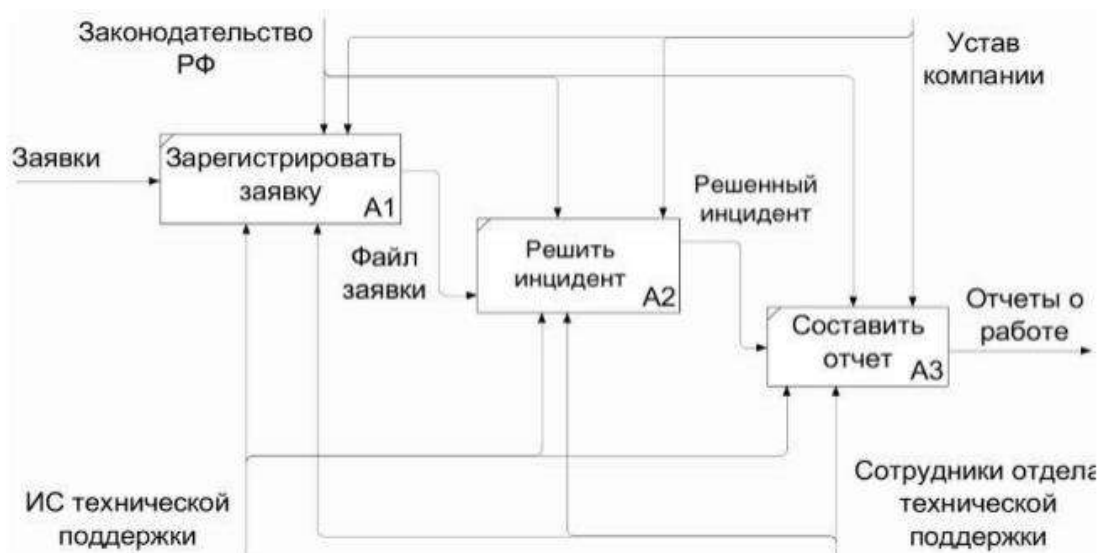 Законодательство
РФ
Устав
компании
Заявки
Зарегистрировать
заявку
A1
Файл
заявки
Решить
инцидент
A2
Решенный
инцидент
Составить
отчет
A3
Отчеты о
работе
ИС технической
поддержки
Сотрудники отдела
технической
поддержки